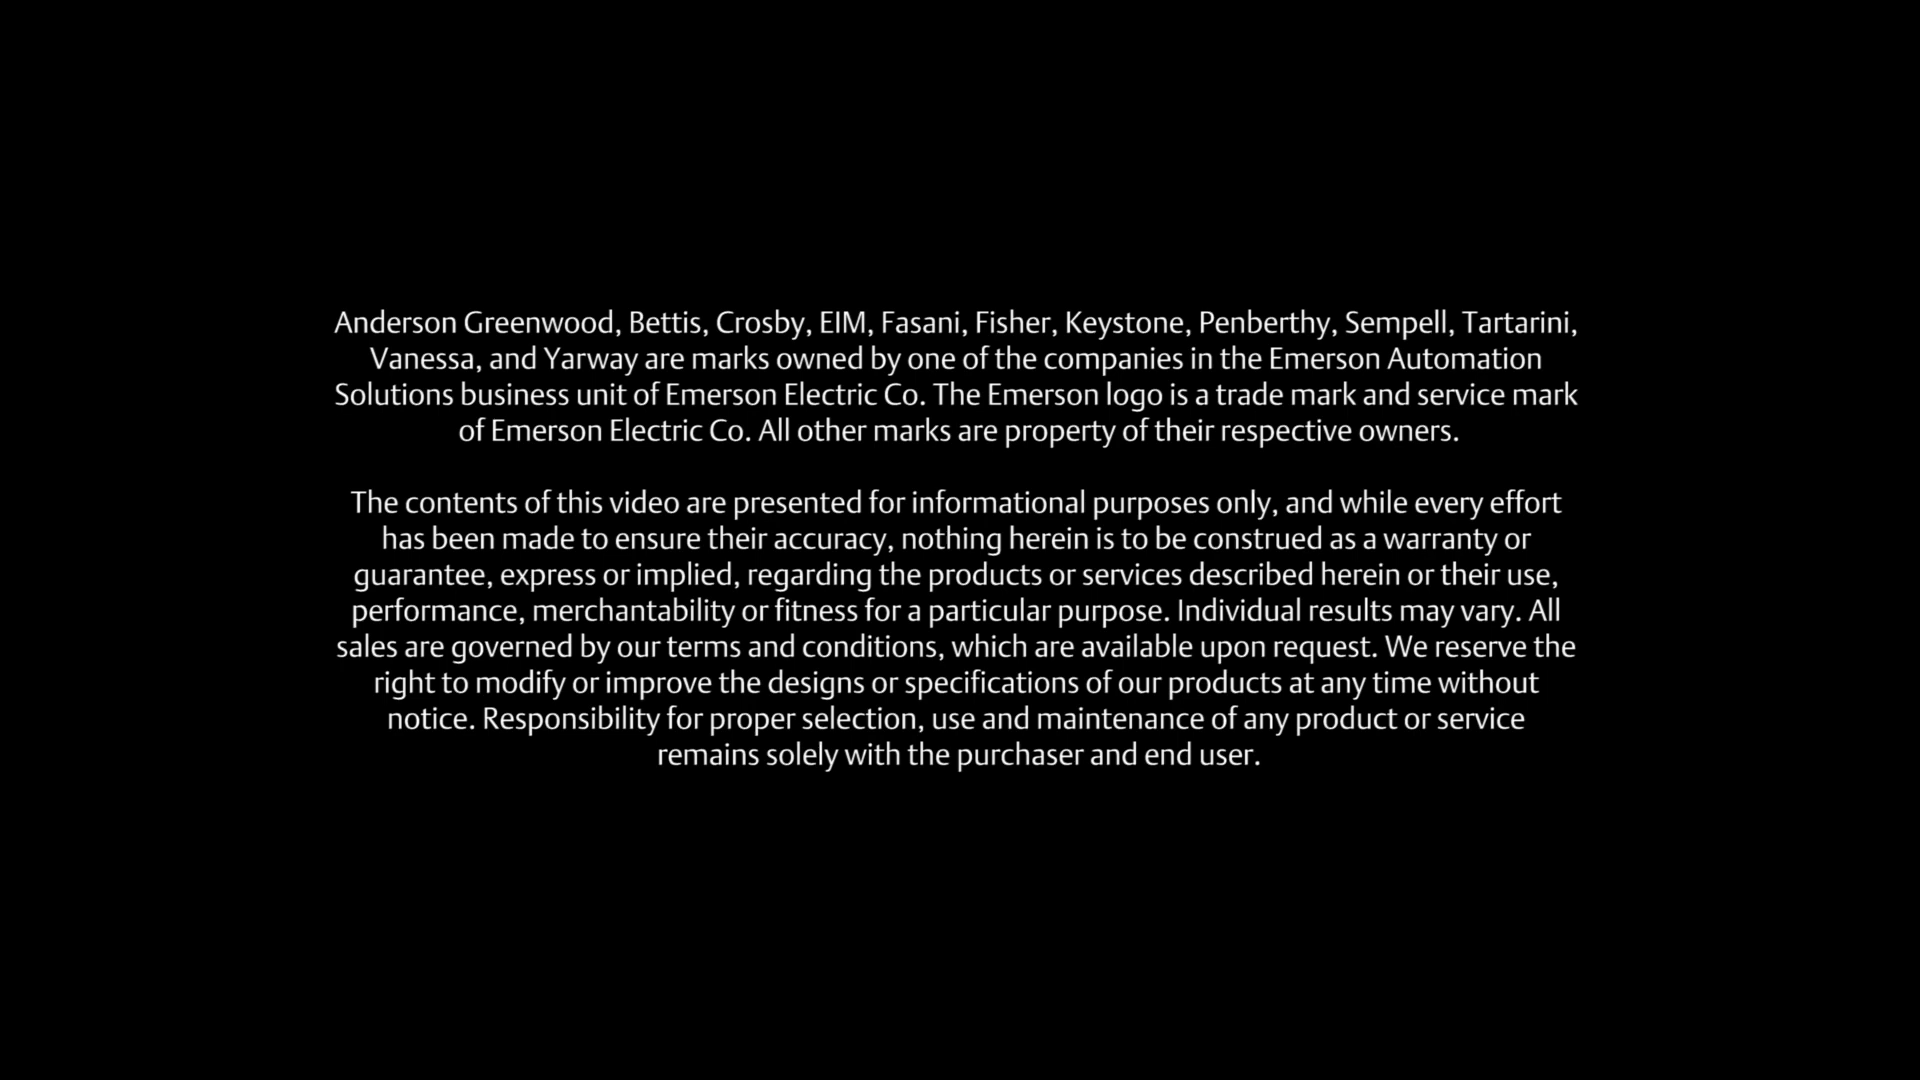 Anderson Greenwood, Bettis, Crosby, EIM, Fasani, Fisher, Keystone, Penberthy, Sempell, Tartarini,
Vanessa, and Yarway are marks owned by one of the companies in the Emerson Automation
Solutions business unit of Emerson Electric Co. The Emerson logo is a trade mark and service mark
of Emerson Electric Co. All other marks are property of their respective owners.
The contents of this video are presented for informational purposes only, and while every effort
has been made to ensure their accuracy, nothing herein is to be construed as a warranty or
guarantee, express or implied, regarding the products or services described herein or their use,
performance, merchantability or fitness for a particular purpose. Individual results may vary. All
sales are governed by our terms and conditions, which are available upon request. We reserve the
right to modify or improve the designs or specifications of our products at any time without
notice. Responsibility for proper selection, use and maintenance of any product or service
remains solely with the purchaser and end user.